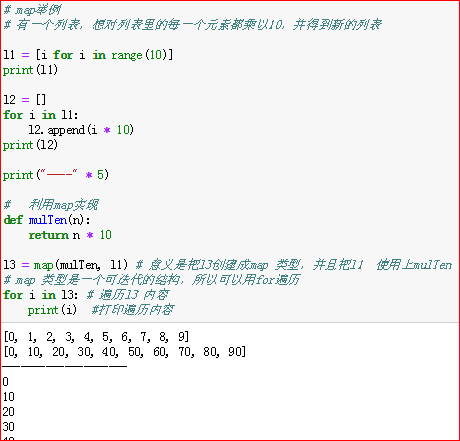 # map举例
# 有一个列表，想对列表里的每一个元素都乘以10，并得到新的列表
l1 = [i for i in range(10)]
print(l1)
l2 = []
for i in l1:
    l2.append(i * 10)
print(l2)
print("----" * 5)
#  利用map实现
def mulTen(n):
    return n * 10
l3 = map(mulTen, l1) # 意义是把l3创建成map 类型，并且把l1  使用上mulTen
# map 类型是一个可迭代的结构，所以可以用for遍历
for i in l3: # 遍历l3 内容
    print(i)  #打印遍历内容
[0, 1, 2, 3, 4, 5, 6, 7, 8, 9]
[0, 10, 20, 30, 40, 50, 60, 70, 80, 90]
--------------------
0
10
20
30